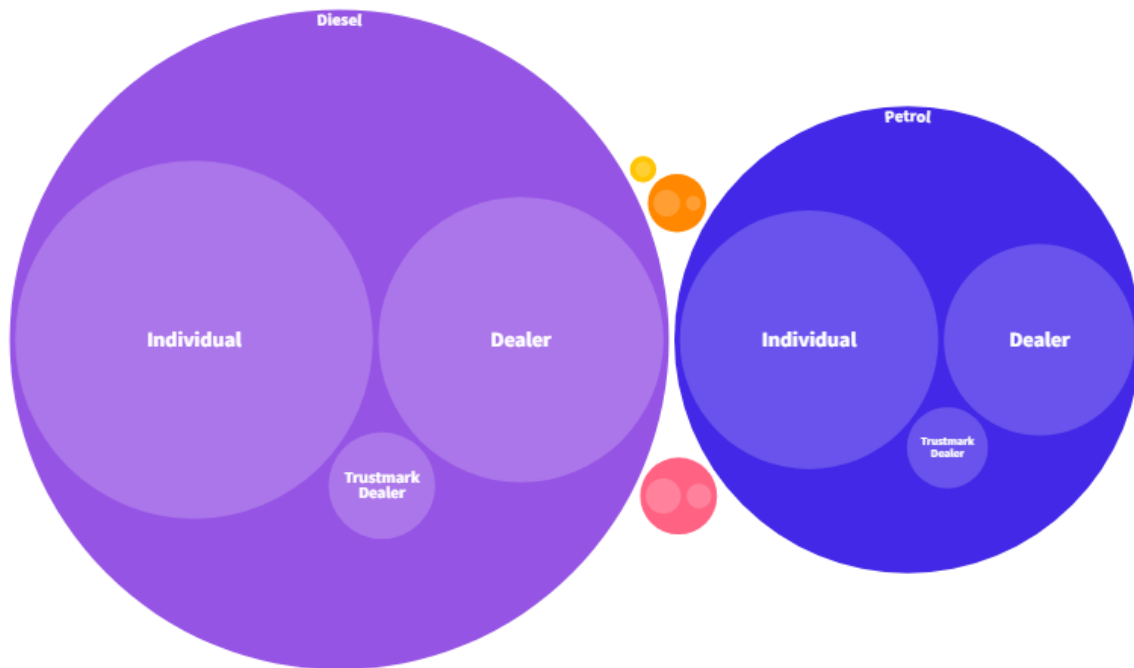 Diesel
Petrol
Individual
Dealer
Individual
Dealer
Trustmark
Dealer
Trustmark
Dealer